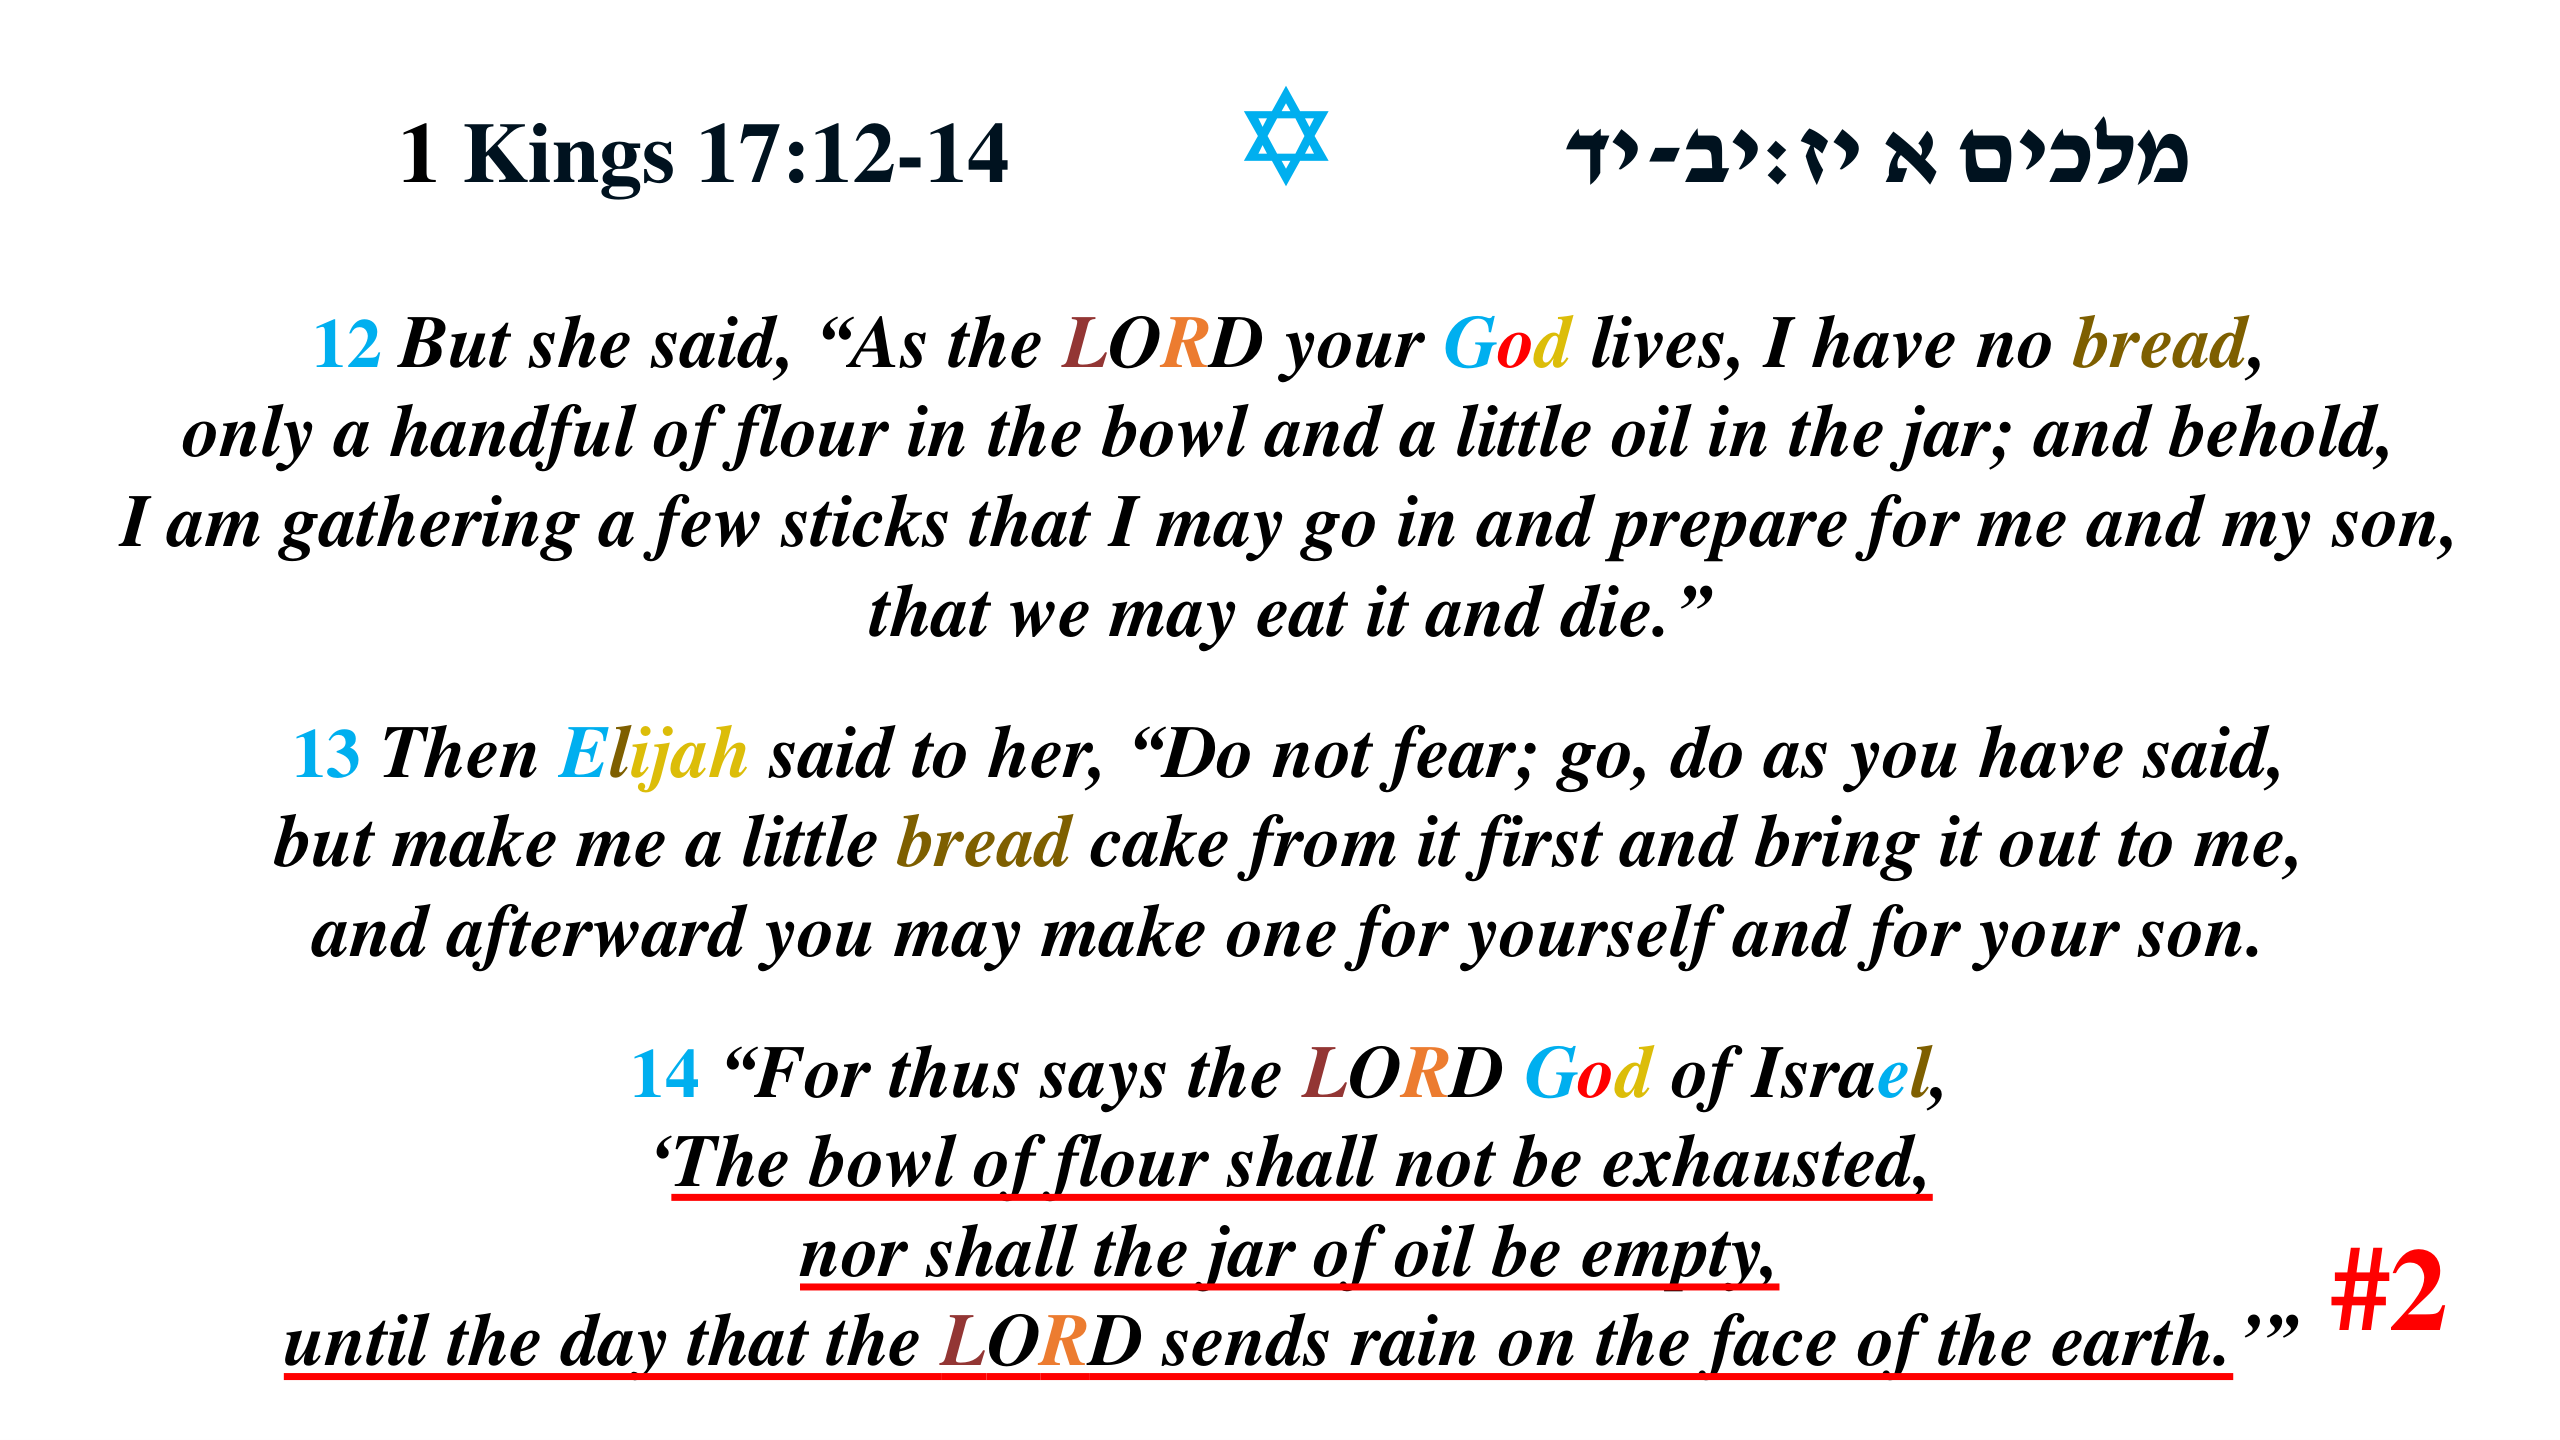 1 Kings 17:12-14 ✡ מלכים א יז:יב-יד
12 But she said, “As the LORD your God lives, I have no bread,
only a handful of flour in the bowl and a little oil in the jar; and behold,
I am gathering a few sticks that I may go in and prepare for me and my son,
that we may eat it and die.”
13 Then Elijah said to her, “Do not fear; go, do as you have said,
but make me a little bread cake from it first and bring it out to me,
and afterward you may make one for yourself and for your son.
14 “For thus says the LORD God of Israel,
‘The bowl of flour shall not be exhausted,
nor shall the jar of oil be empty,
until the day that the LORD sends rain on the face of the earth.’”
#2